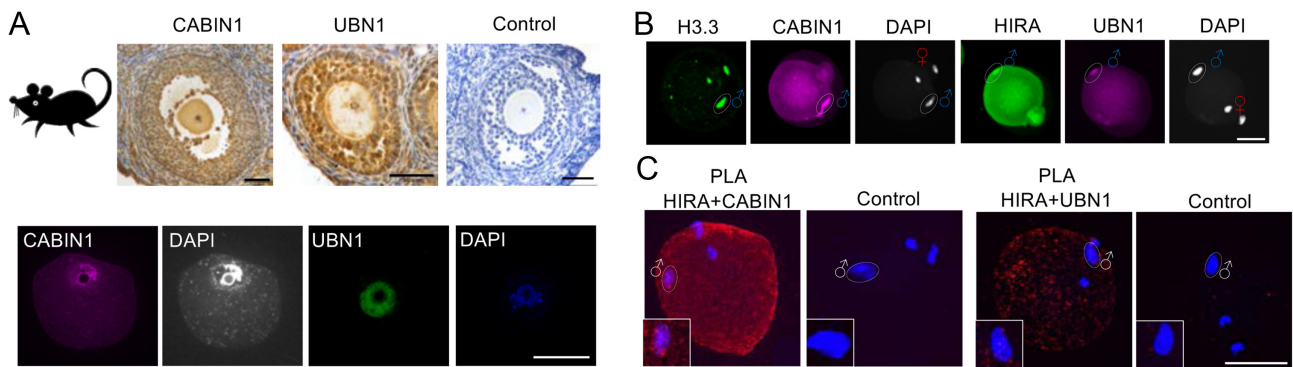 A
CABIN1 UBN1 Control
CABIN1 DAPI UBN1 DAPI
B
H3.3 CABIN1 DAPI HIRA UBN1 DAPI
♀ ♂ ♂ ♂
♂ ♂ ♂ ♀
C
PLA
HIRA+CABIN1 Control
PLA
HIRA+UBN1 Control
♂ ♂ ♂ ♂